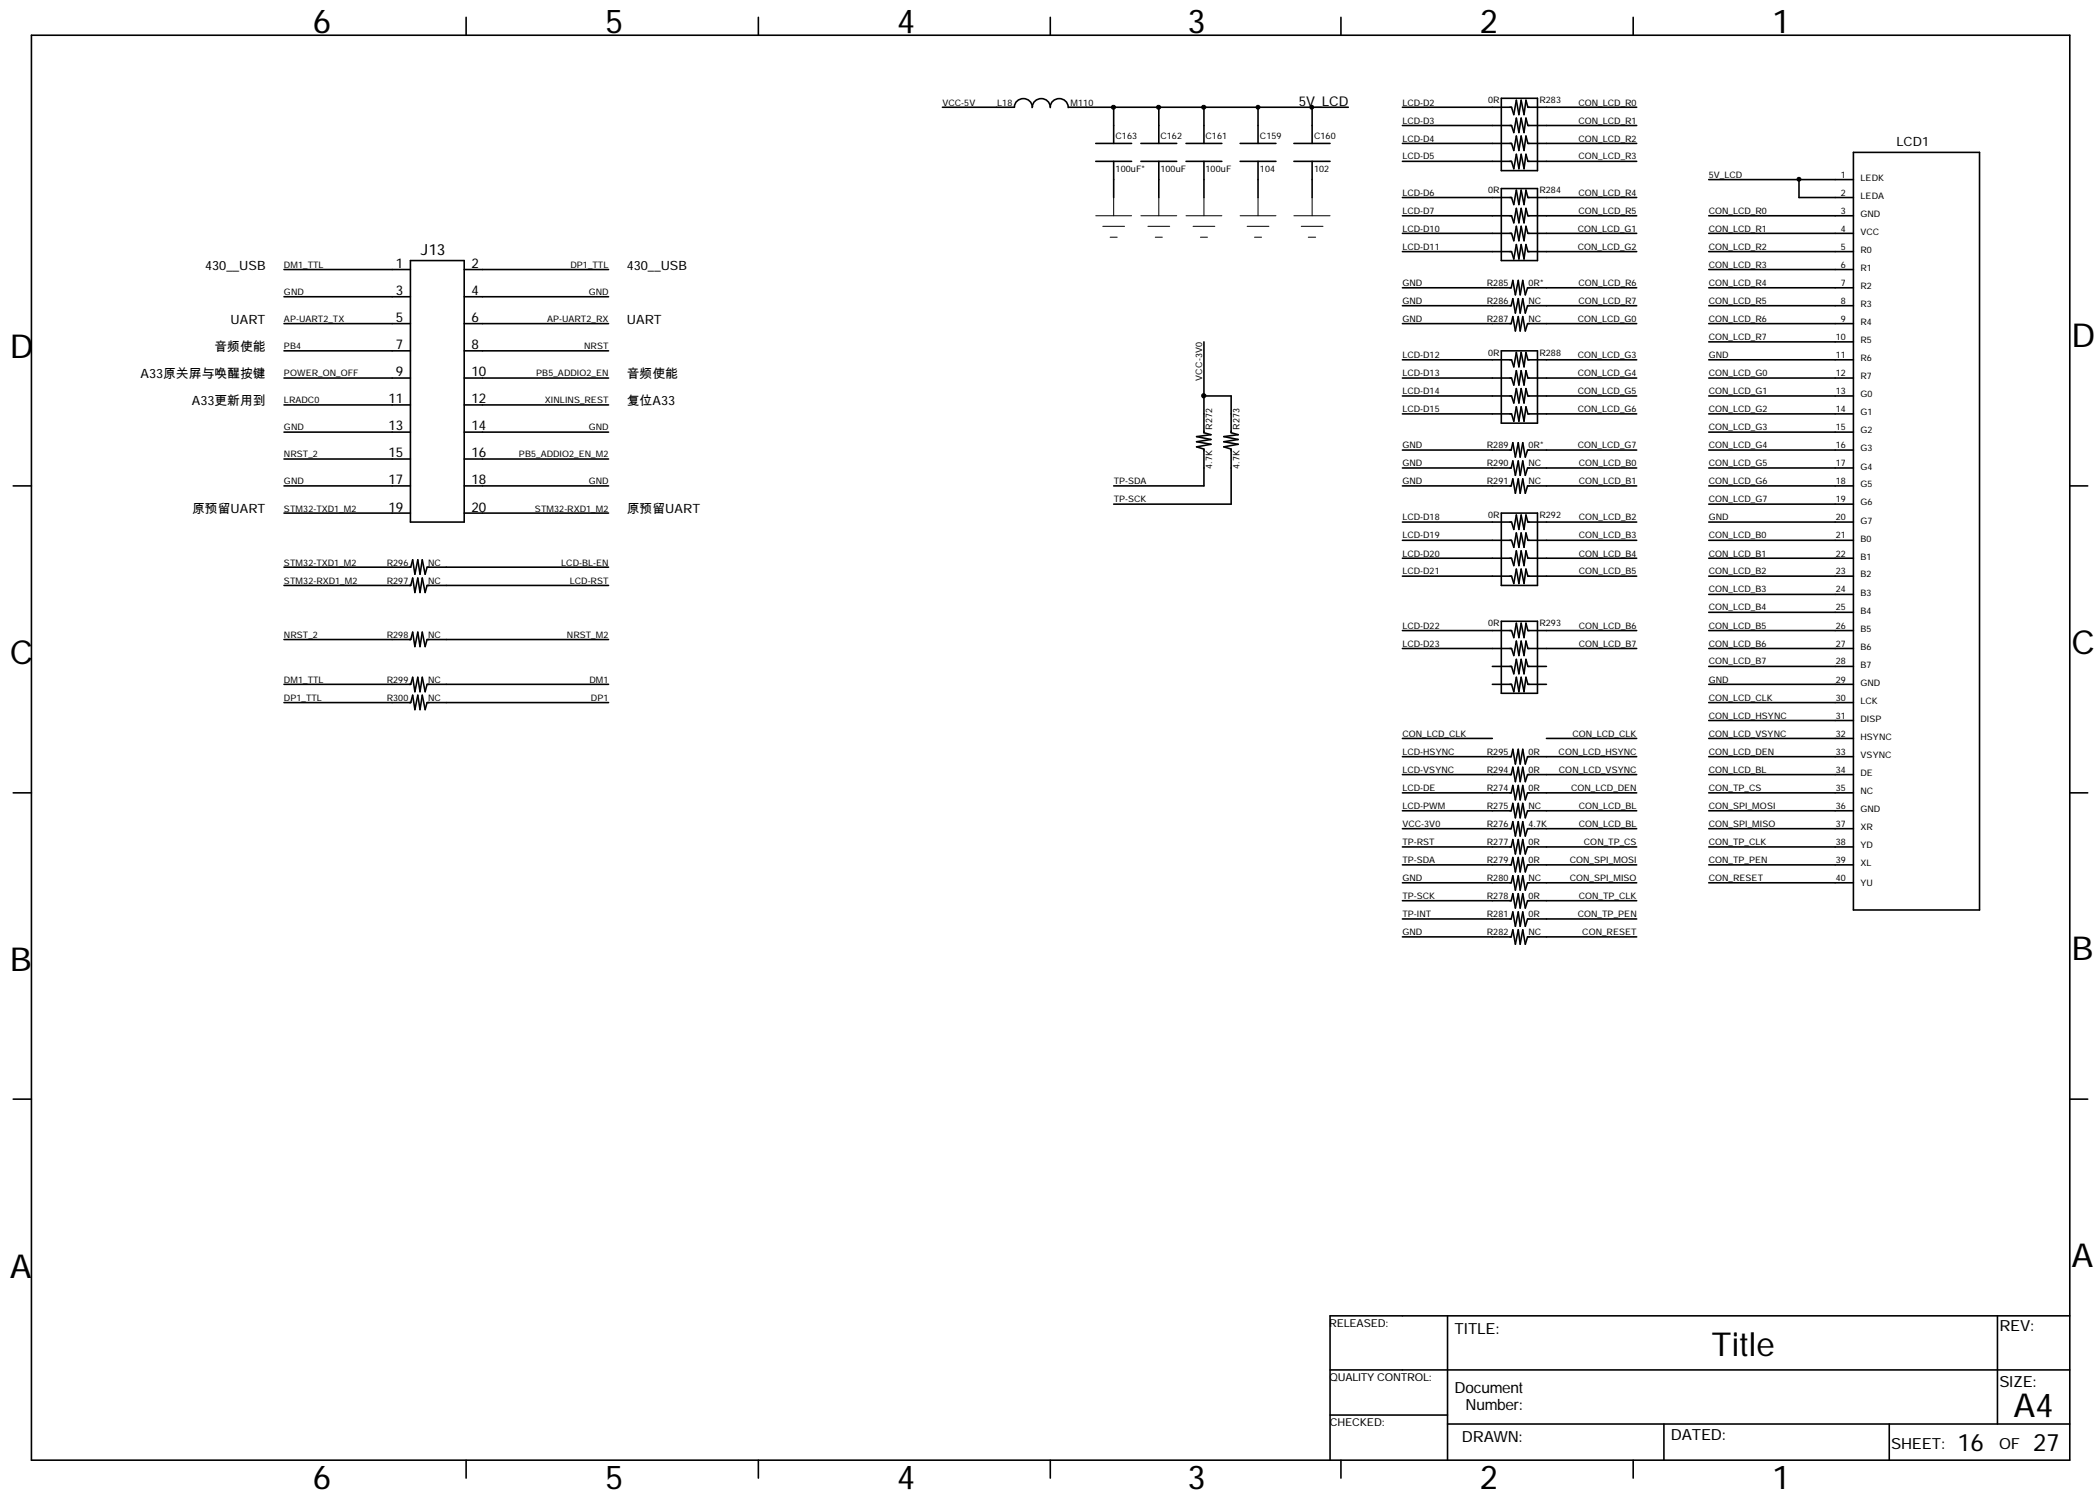 6 5 4 3 2 1
D
C
B
A
D
C
B
A
6 5 4 3 2 1
J13
430__USB DM1_TTL 1 2 DP1_TTL 430__USB
GND 3 4 GND
UART AP-UART2_TX 5 6 AP-UART2_RX UART
音频使能 PB4 7 8 NRST
A33原关屏与唤醒按键 POWER_ON_OFF 9 10 PB5_ADDIO2_EN 音频使能
A33更新用到 LRADC0 11 12 XINLINS_REST 复位A33
GND 13 14 GND
NRST_2 15 16 PB5_ADDIO2_EN_M2
GND 17 18 GND
原预留UART STM32-TXD1_M2 19 20 STM32-RXD1_M2 原预留UART
STM32-TXD1_M2 R296 NC LCD-BL-EN
STM32-RXD1_M2 R297 NC LCD-RST
NRST_2 R298 NC NRST_M2
DM1_TTL R299 NC DM1
DP1_TTL R300 NC DP1
VCC-5V L18 M110 5V_LCD
C163 C162 C161 C159 C160
100uF* 100uF 100uF 104 102
VCC-3V0
R272 R273
4.7K 4.7K
TP-SDA
TP-SCK
LCD-D2 0R R283 CON_LCD_R0
LCD-D3 CON_LCD_R1
LCD-D4 CON_LCD_R2
LCD-D5 CON_LCD_R3
LCD-D6 0R R284 CON_LCD_R4
LCD-D7 CON_LCD_R5
LCD-D10 CON_LCD_G1
LCD-D11 CON_LCD_G2
GND R285 0R* CON_LCD_R6
GND R286 NC CON_LCD_R7
GND R287 NC CON_LCD_G0
LCD-D12 0R R288 CON_LCD_G3
LCD-D13 CON_LCD_G4
LCD-D14 CON_LCD_G5
LCD-D15 CON_LCD_G6
GND R289 0R* CON_LCD_G7
GND R290 NC CON_LCD_B0
GND R291 NC CON_LCD_B1
LCD-D18 0R R292 CON_LCD_B2
LCD-D19 CON_LCD_B3
LCD-D20 CON_LCD_B4
LCD-D21 CON_LCD_B5
LCD-D22 0R R293 CON_LCD_B6
LCD-D23 CON_LCD_B7
CON_LCD_CLK CON_LCD_CLK
LCD-HSYNC R295 0R CON_LCD_HSYNC
LCD-VSYNC R294 0R CON_LCD_VSYNC
LCD-DE R274 0R CON_LCD_DEN
LCD-PWM R275 NC CON_LCD_BL
VCC-3V0 R276 4.7K CON_LCD_BL
TP-RST R277 0R CON_TP_CS
TP-SDA R279 0R CON_SPI_MOSI
GND R280 NC CON_SPI_MISO
TP-SCK R278 0R CON_TP_CLK
TP-INT R281 0R CON_TP_PEN
GND R282 NC CON_RESET
LCD1
5V_LCD 1 LEDK
2 LEDA
CON_LCD_R0 3 GND
CON_LCD_R1 4 VCC
CON_LCD_R2 5 R0
CON_LCD_R3 6 R1
CON_LCD_R4 7 R2
CON_LCD_R5 8 R3
CON_LCD_R6 9 R4
CON_LCD_R7 10 R5
GND 11 R6
CON_LCD_G0 12 R7
CON_LCD_G1 13 G0
CON_LCD_G2 14 G1
CON_LCD_G3 15 G2
CON_LCD_G4 16 G3
CON_LCD_G5 17 G4
CON_LCD_G6 18 G5
CON_LCD_G7 19 G6
GND 20 G7
CON_LCD_B0 21 B0
CON_LCD_B1 22 B1
CON_LCD_B2 23 B2
CON_LCD_B3 24 B3
CON_LCD_B4 25 B4
CON_LCD_B5 26 B5
CON_LCD_B6 27 B6
CON_LCD_B7 28 B7
GND 29 GND
CON_LCD_CLK 30 LCK
CON_LCD_HSYNC 31 DISP
CON_LCD_VSYNC 32 HSYNC
CON_LCD_DEN 33 VSYNC
CON_LCD_BL 34 DE
CON_TP_CS 35 NC
CON_SPI_MOSI 36 GND
CON_SPI_MISO 37 XR
CON_TP_CLK 38 YD
CON_TP_PEN 39 XL
CON_RESET 40 YU
RELEASED: TITLE: Title REV:
QUALITY CONTROL: Document Number: SIZE: A4
CHECKED: DRAWN: DATED: SHEET: 16 OF 27